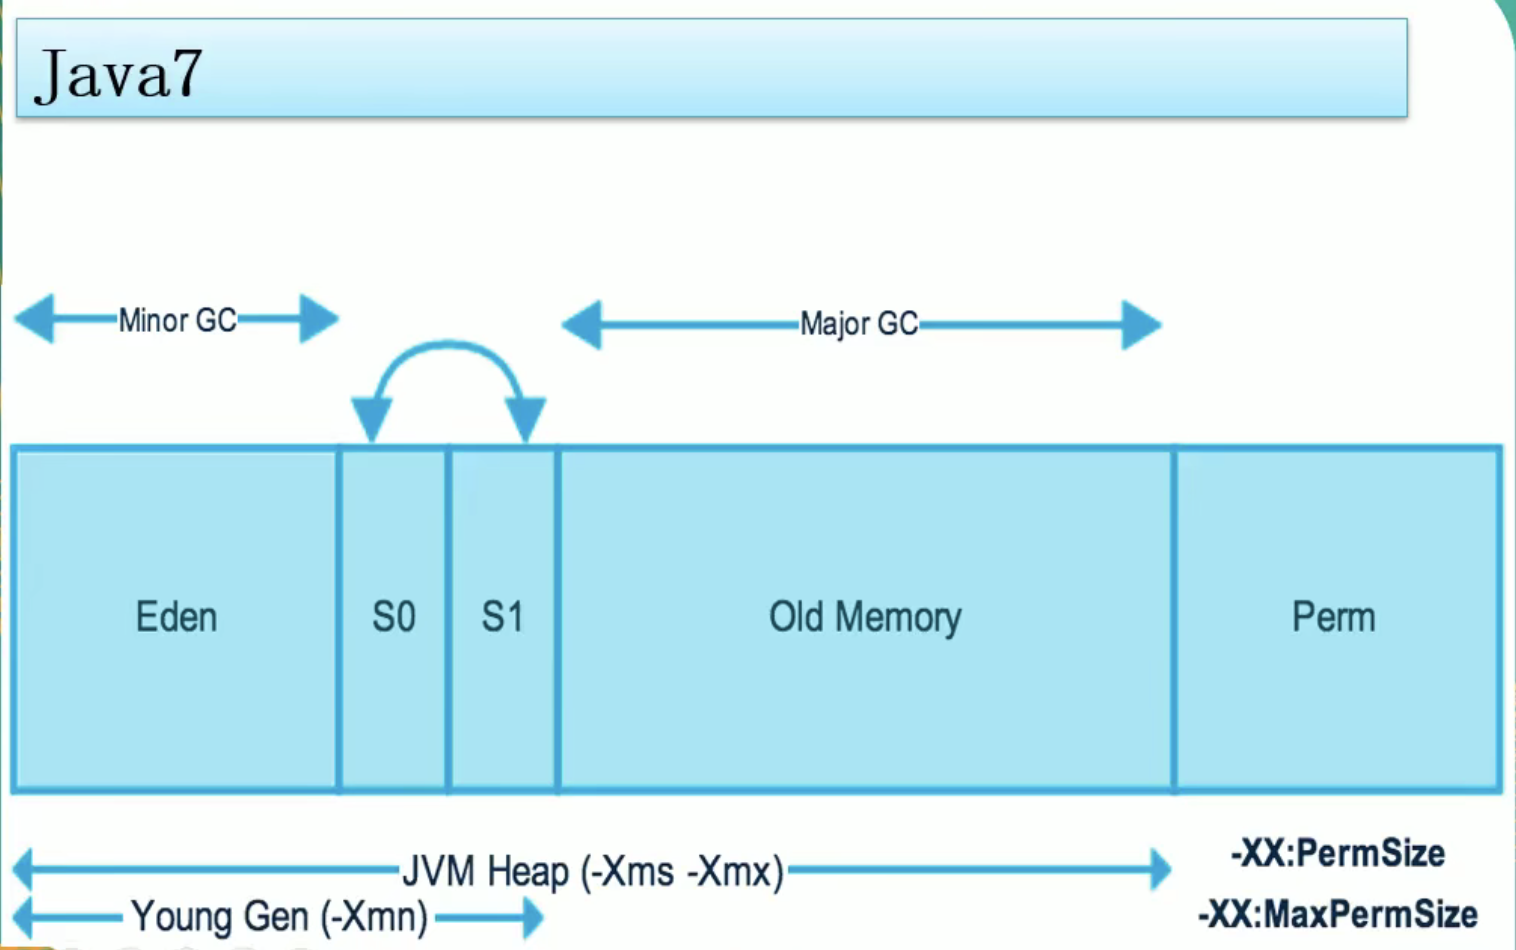 Java7
Minor GC
Major GC
Eden
S0
S1
Old Memory
Perm
JVM Heap (-Xms -Xmx)
-XX:PermSize
Young Gen (-Xmn)
-XX:MaxPermSize